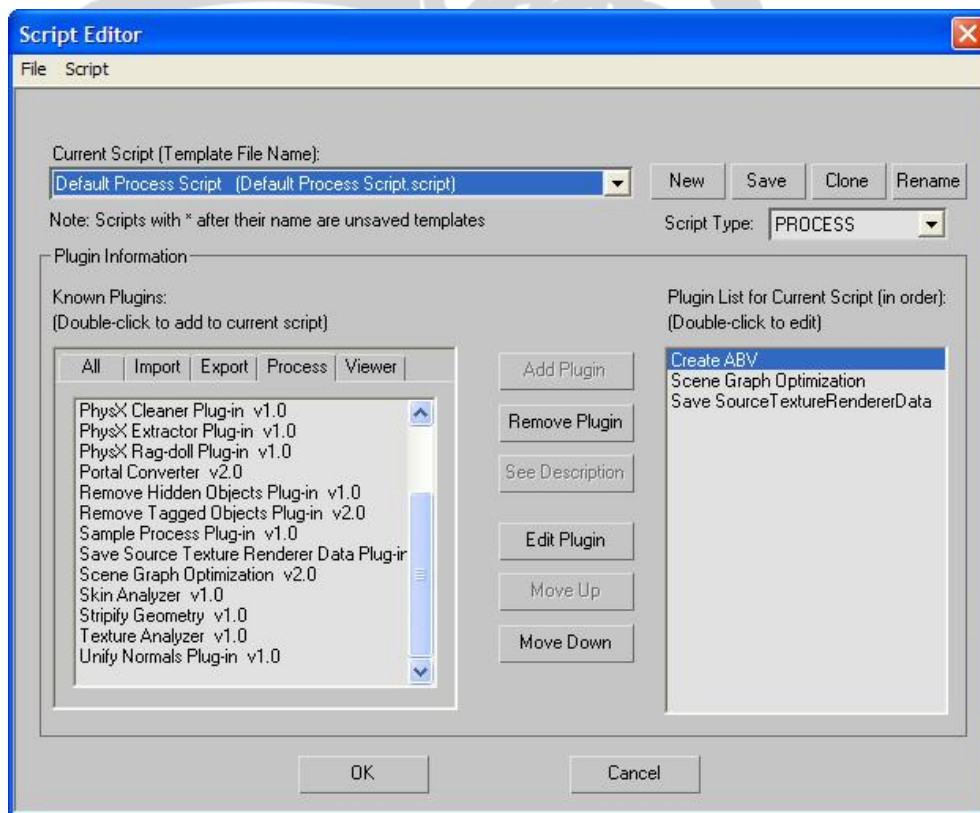 Script Editor
File Script
Current Script (Template File Name):
Default Process Script (Default Process Script.script)
New Save Clone Rename
Note: Scripts with * after their name are unsaved templates
Script Type: PROCESS
Plugin Information
Known Plugins:
(Double-click to add to current script)
All Import Export Process Viewer
PhysX Cleaner Plug-in v1.0
PhysX Extractor Plug-in v1.0
PhysX Rag-doll Plug-in v1.0
Portal Converter v2.0
Remove Hidden Objects Plug-in v1.0
Remove Tagged Objects Plug-in v2.0
Sample Process Plug-in v1.0
Save Source Texture Renderer Data Plug-in
Scene Graph Optimization v2.0
Skin Analyzer v1.0
Stripify Geometry v1.0
Texture Analyzer v1.0
Unify Normals Plug-in v1.0
Add Plugin
Remove Plugin
See Description
Edit Plugin
Move Up
Move Down
Plugin List for Current Script (in order):
(Double-click to edit)
Create ABV
Scene Graph Optimization
Save SourceTextureRendererData
OK Cancel